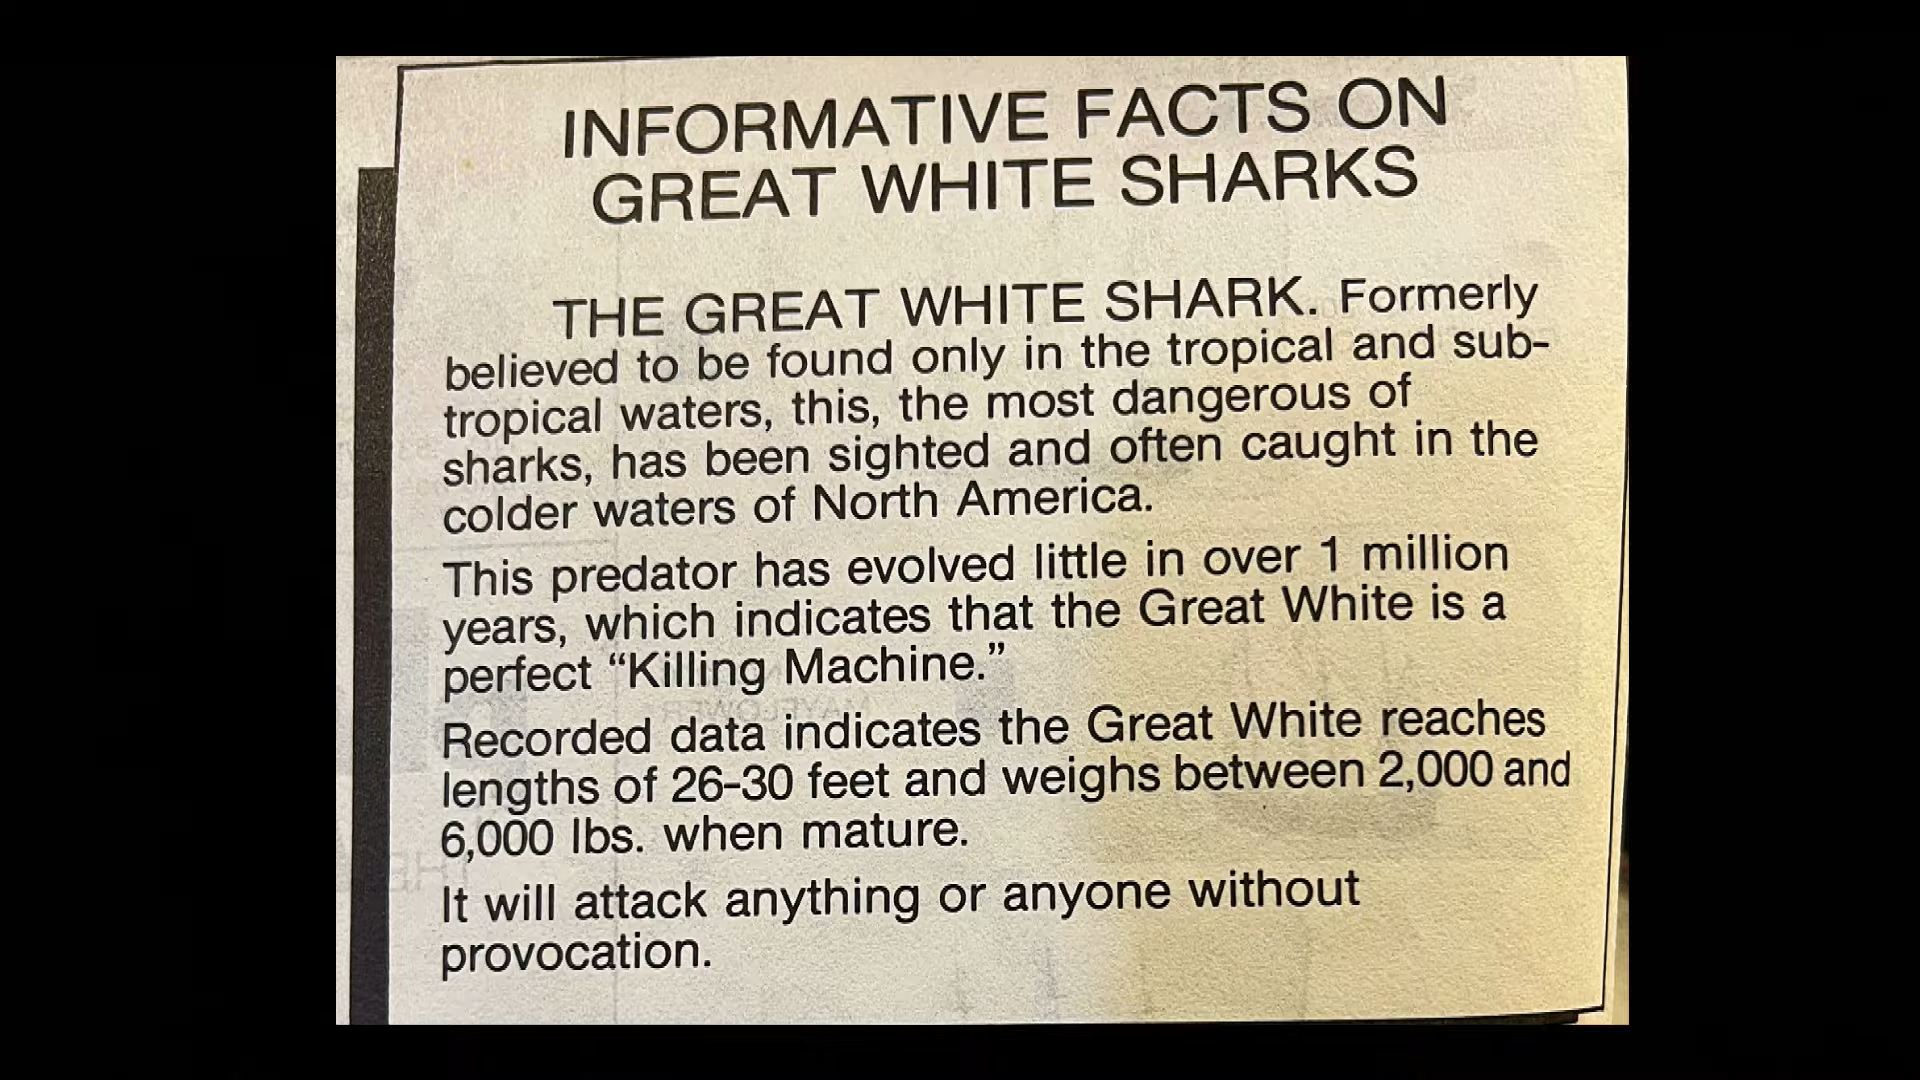 INFORMATIVE FACTS ON
GREAT WHITE SHARKS
THE GREAT WHITE SHARK. Formerly
believed to be found only in the tropical and sub-
tropical waters, this, the most dangerous of
sharks, has been sighted and often caught in the
colder waters of North America.
This predator has evolved little in over 1 million
years, which indicates that the Great White is a
perfect “Killing Machine.”
Recorded data indicates the Great White reaches
lengths of 26-30 feet and weighs between 2,000 and
6,000 lbs. when mature.
It will attack anything or anyone without
provocation.